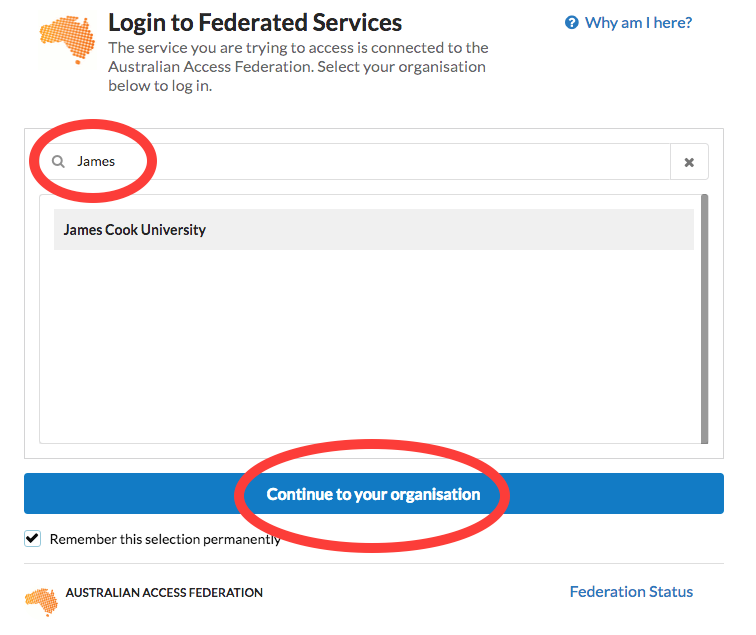 Login to Federated Services
Why am I here?
The service you are trying to access is connected to the
Australian Access Federation. Select your organisation
below to log in.
James
James Cook University
Continue to your organisation
Remember this selection permanently
AUSTRALIAN ACCESS FEDERATION
Federation Status